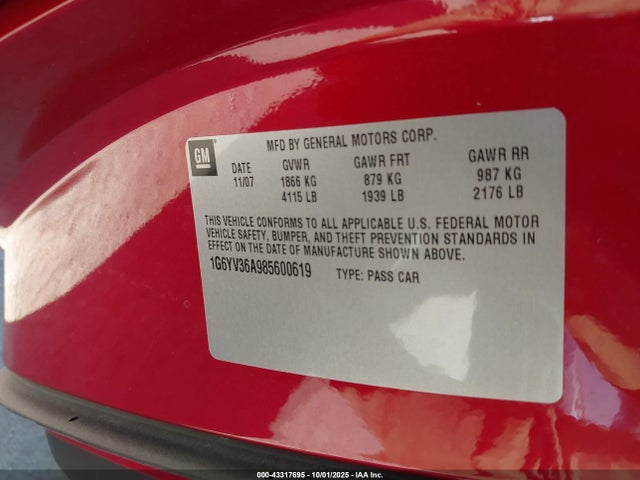 GM
MFD BY GENERAL MOTORS CORP.
DATE GVWR GAWR FRT GAWR RR
11/07 1866 KG 879 KG 987 KG
4115 LB 1939 LB 2176 LB
THIS VEHICLE CONFORMS TO ALL APPLICABLE U.S. FEDERAL MOTOR
VEHICLE SAFETY, BUMPER, AND THEFT PREVENTION STANDARDS IN
EFFECT ON THE DATE OF MANUFACTURE SHOWN ABOVE.
1G6YV36A985600619 TYPE: PASS CAR
000-43317695 - 10/01/2025 - IAA Inc.